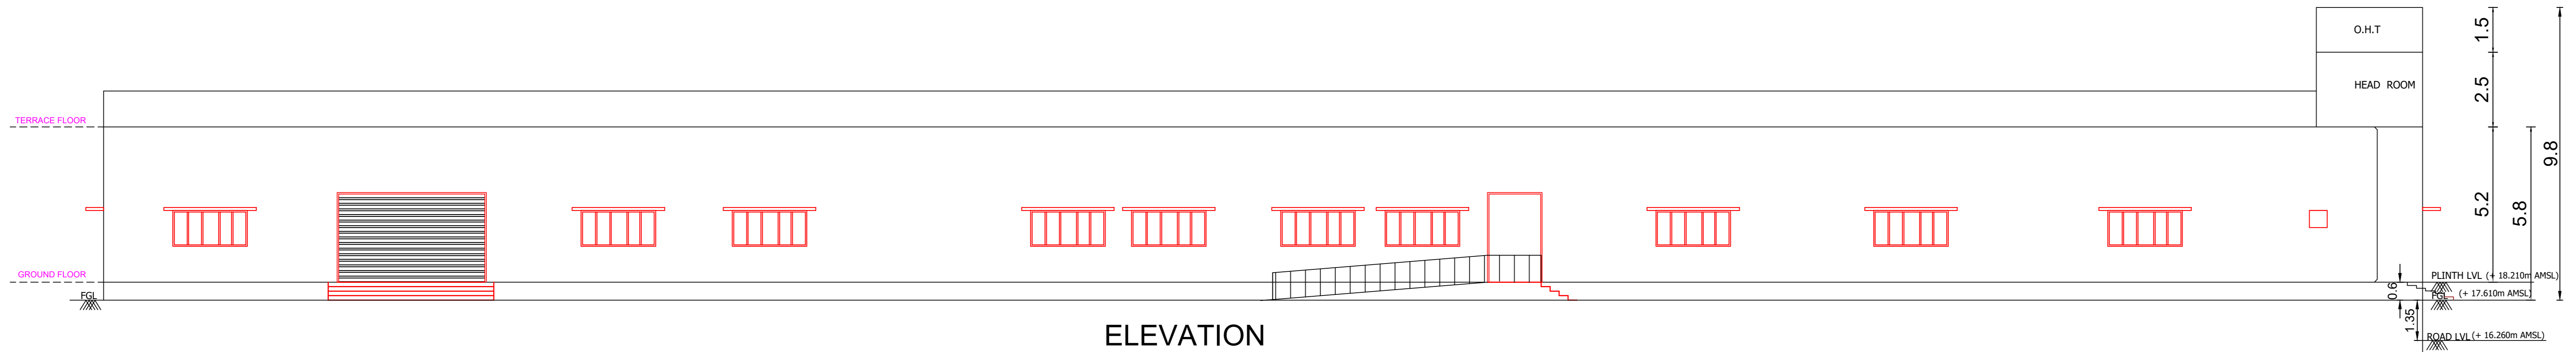 O.H.T
1.5
HEAD ROOM
2.5
TERRACE FLOOR
9.8
5.2
5.8
GROUND FLOOR
PLINTH LVL (+ 18.210m AMSL)
FGL
0.6
FGL (+ 17.610m AMSL)
1.35
ELEVATION
ROAD LVL (+ 16.260m AMSL)